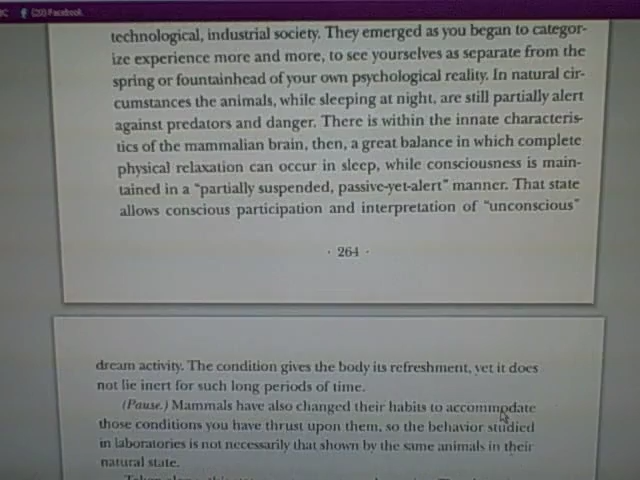 (20) Facebook
technological, industrial society. They emerged as you began to categor-
ize experience more and more, to see yourselves as separate from the
spring or fountainhead of your own psychological reality. In natural cir-
cumstances the animals, while sleeping at night, are still partially alert
against predators and danger. There is within the innate characteris-
tics of the mammalian brain, then, a great balance in which complete
physical relaxation can occur in sleep, while consciousness is main-
tained in a “partially suspended, passive-yet-alert” manner. That state
allows conscious participation and interpretation of “unconscious”
· 264 ·
dream activity. The condition gives the body its refreshment, yet it does
not lie inert for such long periods of time.
(Pause.) Mammals have also changed their habits to accommodate
those conditions you have thrust upon them, so the behavior studied
in laboratories is not necessarily that shown by the same animals in their
natural state.